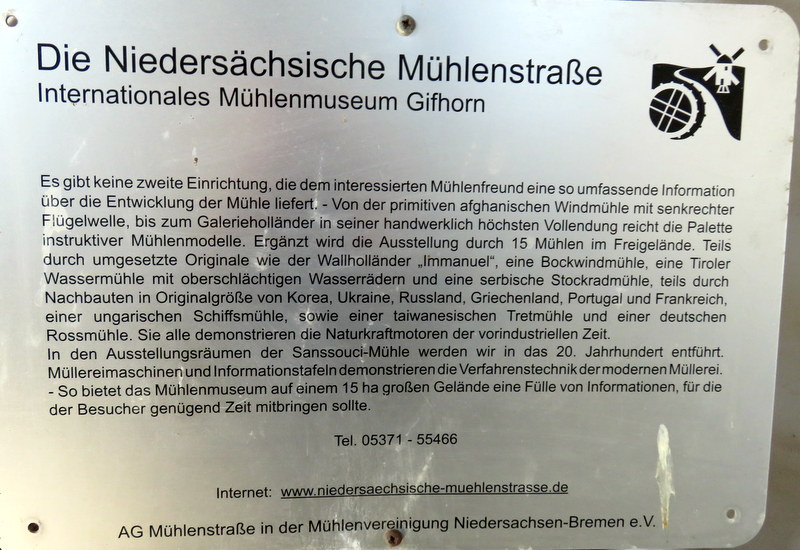 Die Niedersächsische Mühlenstraße
Internationales Mühlenmuseum Gifhorn
Es gibt keine zweite Einrichtung, die dem interessierten Mühlenfreund eine so umfassende Information
über die Entwicklung der Mühle liefert. - Von der primitiven afghanischen Windmühle mit senkrechter
Flügelwelle, bis zum Galerieholländer in seiner handwerklich höchsten Vollendung reicht die Palette
instruktiver Mühlenmodelle. Ergänzt wird die Ausstellung durch 15 Mühlen im Freigelände. Teils
durch umgesetzte Originale wie der Wallholländer „Immanuel“, eine Bockwindmühle, eine Tiroler
Wassermühle mit oberschlächtigen Wasserrädern und eine serbische Stockradmühle, teils durch
Nachbauten in Originalgröße von Korea, Ukraine, Russland, Griechenland, Portugal und Frankreich,
einer ungarischen Schiffsmühle, sowie einer taiwanesischen Tretmühle und einer deutschen
Rossmühle. Sie alle demonstrieren die Naturkraftmotoren der vorindustriellen Zeit.
In den Ausstellungsräumen der Sanssouci-Mühle werden wir in das 20. Jahrhundert entführt.
Müllereimaschinen und Informationstafeln demonstrieren die Verfahrenstechnik der modernen Müllerei.
- So bietet das Mühlenmuseum auf einem 15 ha großen Gelände eine Fülle von Informationen, für die
der Besucher genügend Zeit mitbringen sollte.
Tel. 05371 - 55466
Internet: www.niedersaechsische-muehlenstrasse.de
AG Mühlenstraße in der Mühlenvereinigung Niedersachsen-Bremen e.V.